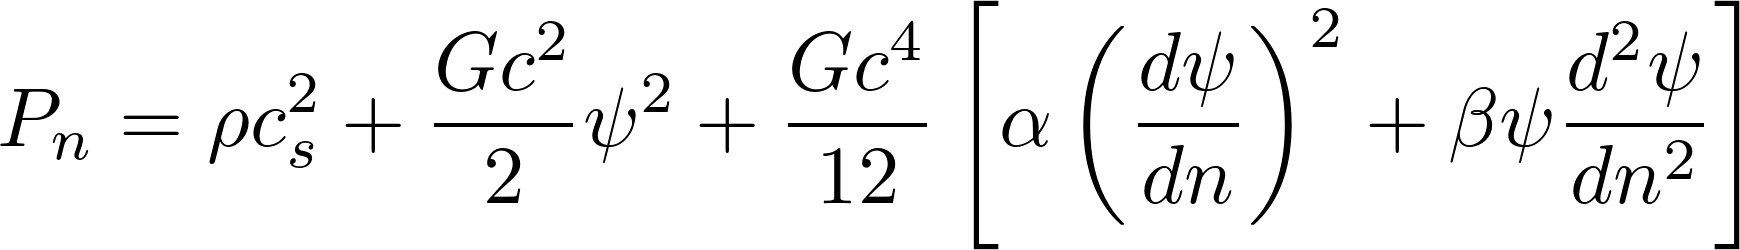 $P_n = \rho c_s^2 + \frac{Gc^2}{2}\psi^2 + \frac{Gc^4}{12}\left[\alpha\left(\frac{d\psi}{dn}\right)^2 + \beta\psi\frac{d^2\psi}{dn^2}\right]$